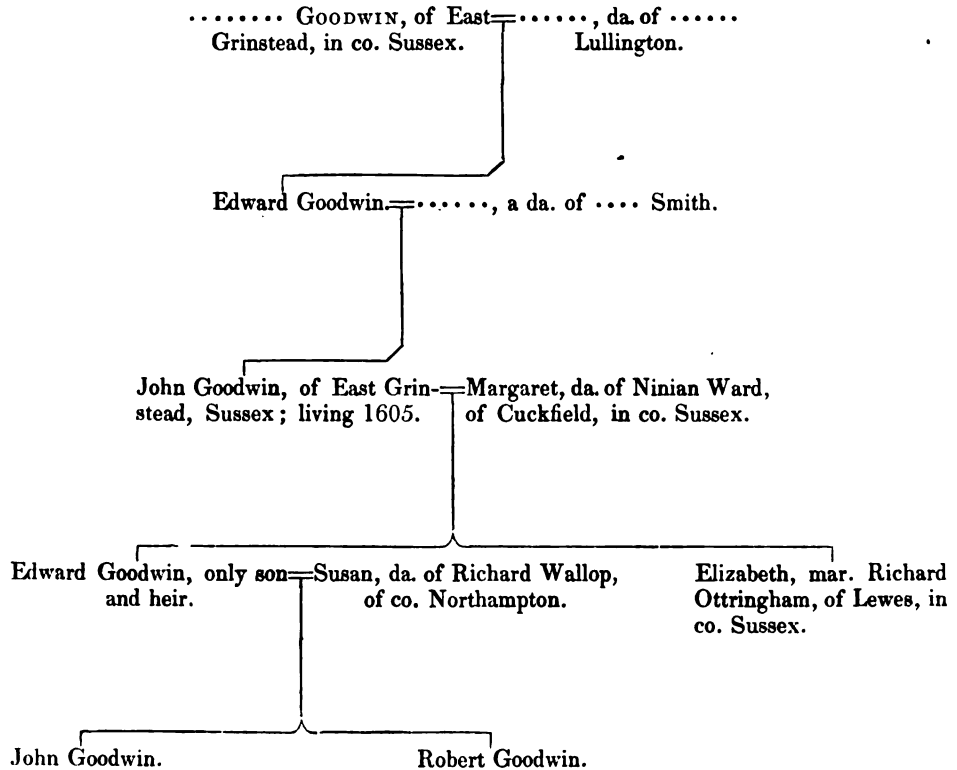 ········ GOODWIN, of East=······, da. of ······
Grinstead, in co. Sussex. Lullington.
Edward Goodwin.=······, a da. of ···· Smith.
John Goodwin, of East Grin-=Margaret, da. of Ninian Ward,
stead, Sussex; living 1605. of Cuckfield, in co. Sussex.
Edward Goodwin, only son=Susan, da. of Richard Wallop,
and heir. of co. Northampton.
Elizabeth, mar. Richard
Ottringham, of Lewes, in
co. Sussex.
John Goodwin. Robert Goodwin.